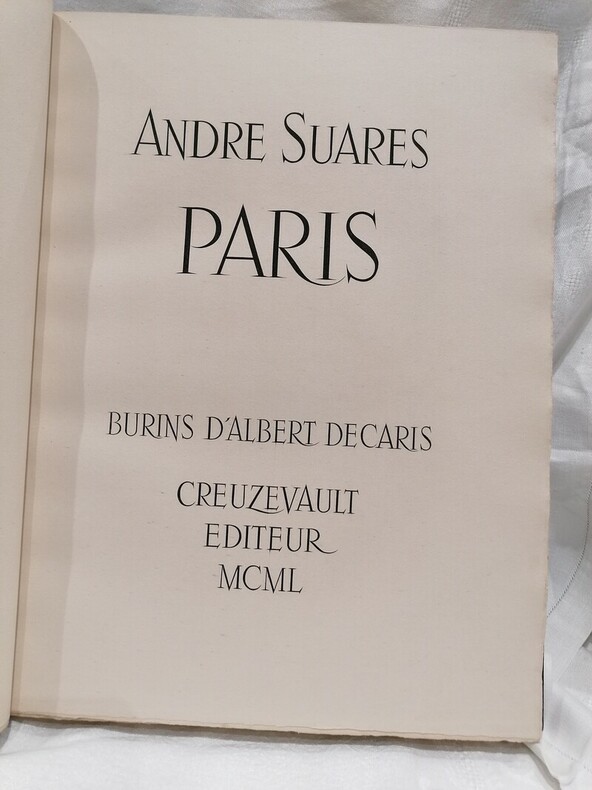 ANDRE SUARES
PARIS
BURINS D'ALBERT DECARIS
CREUZEVAULT
EDITEUR
MCML